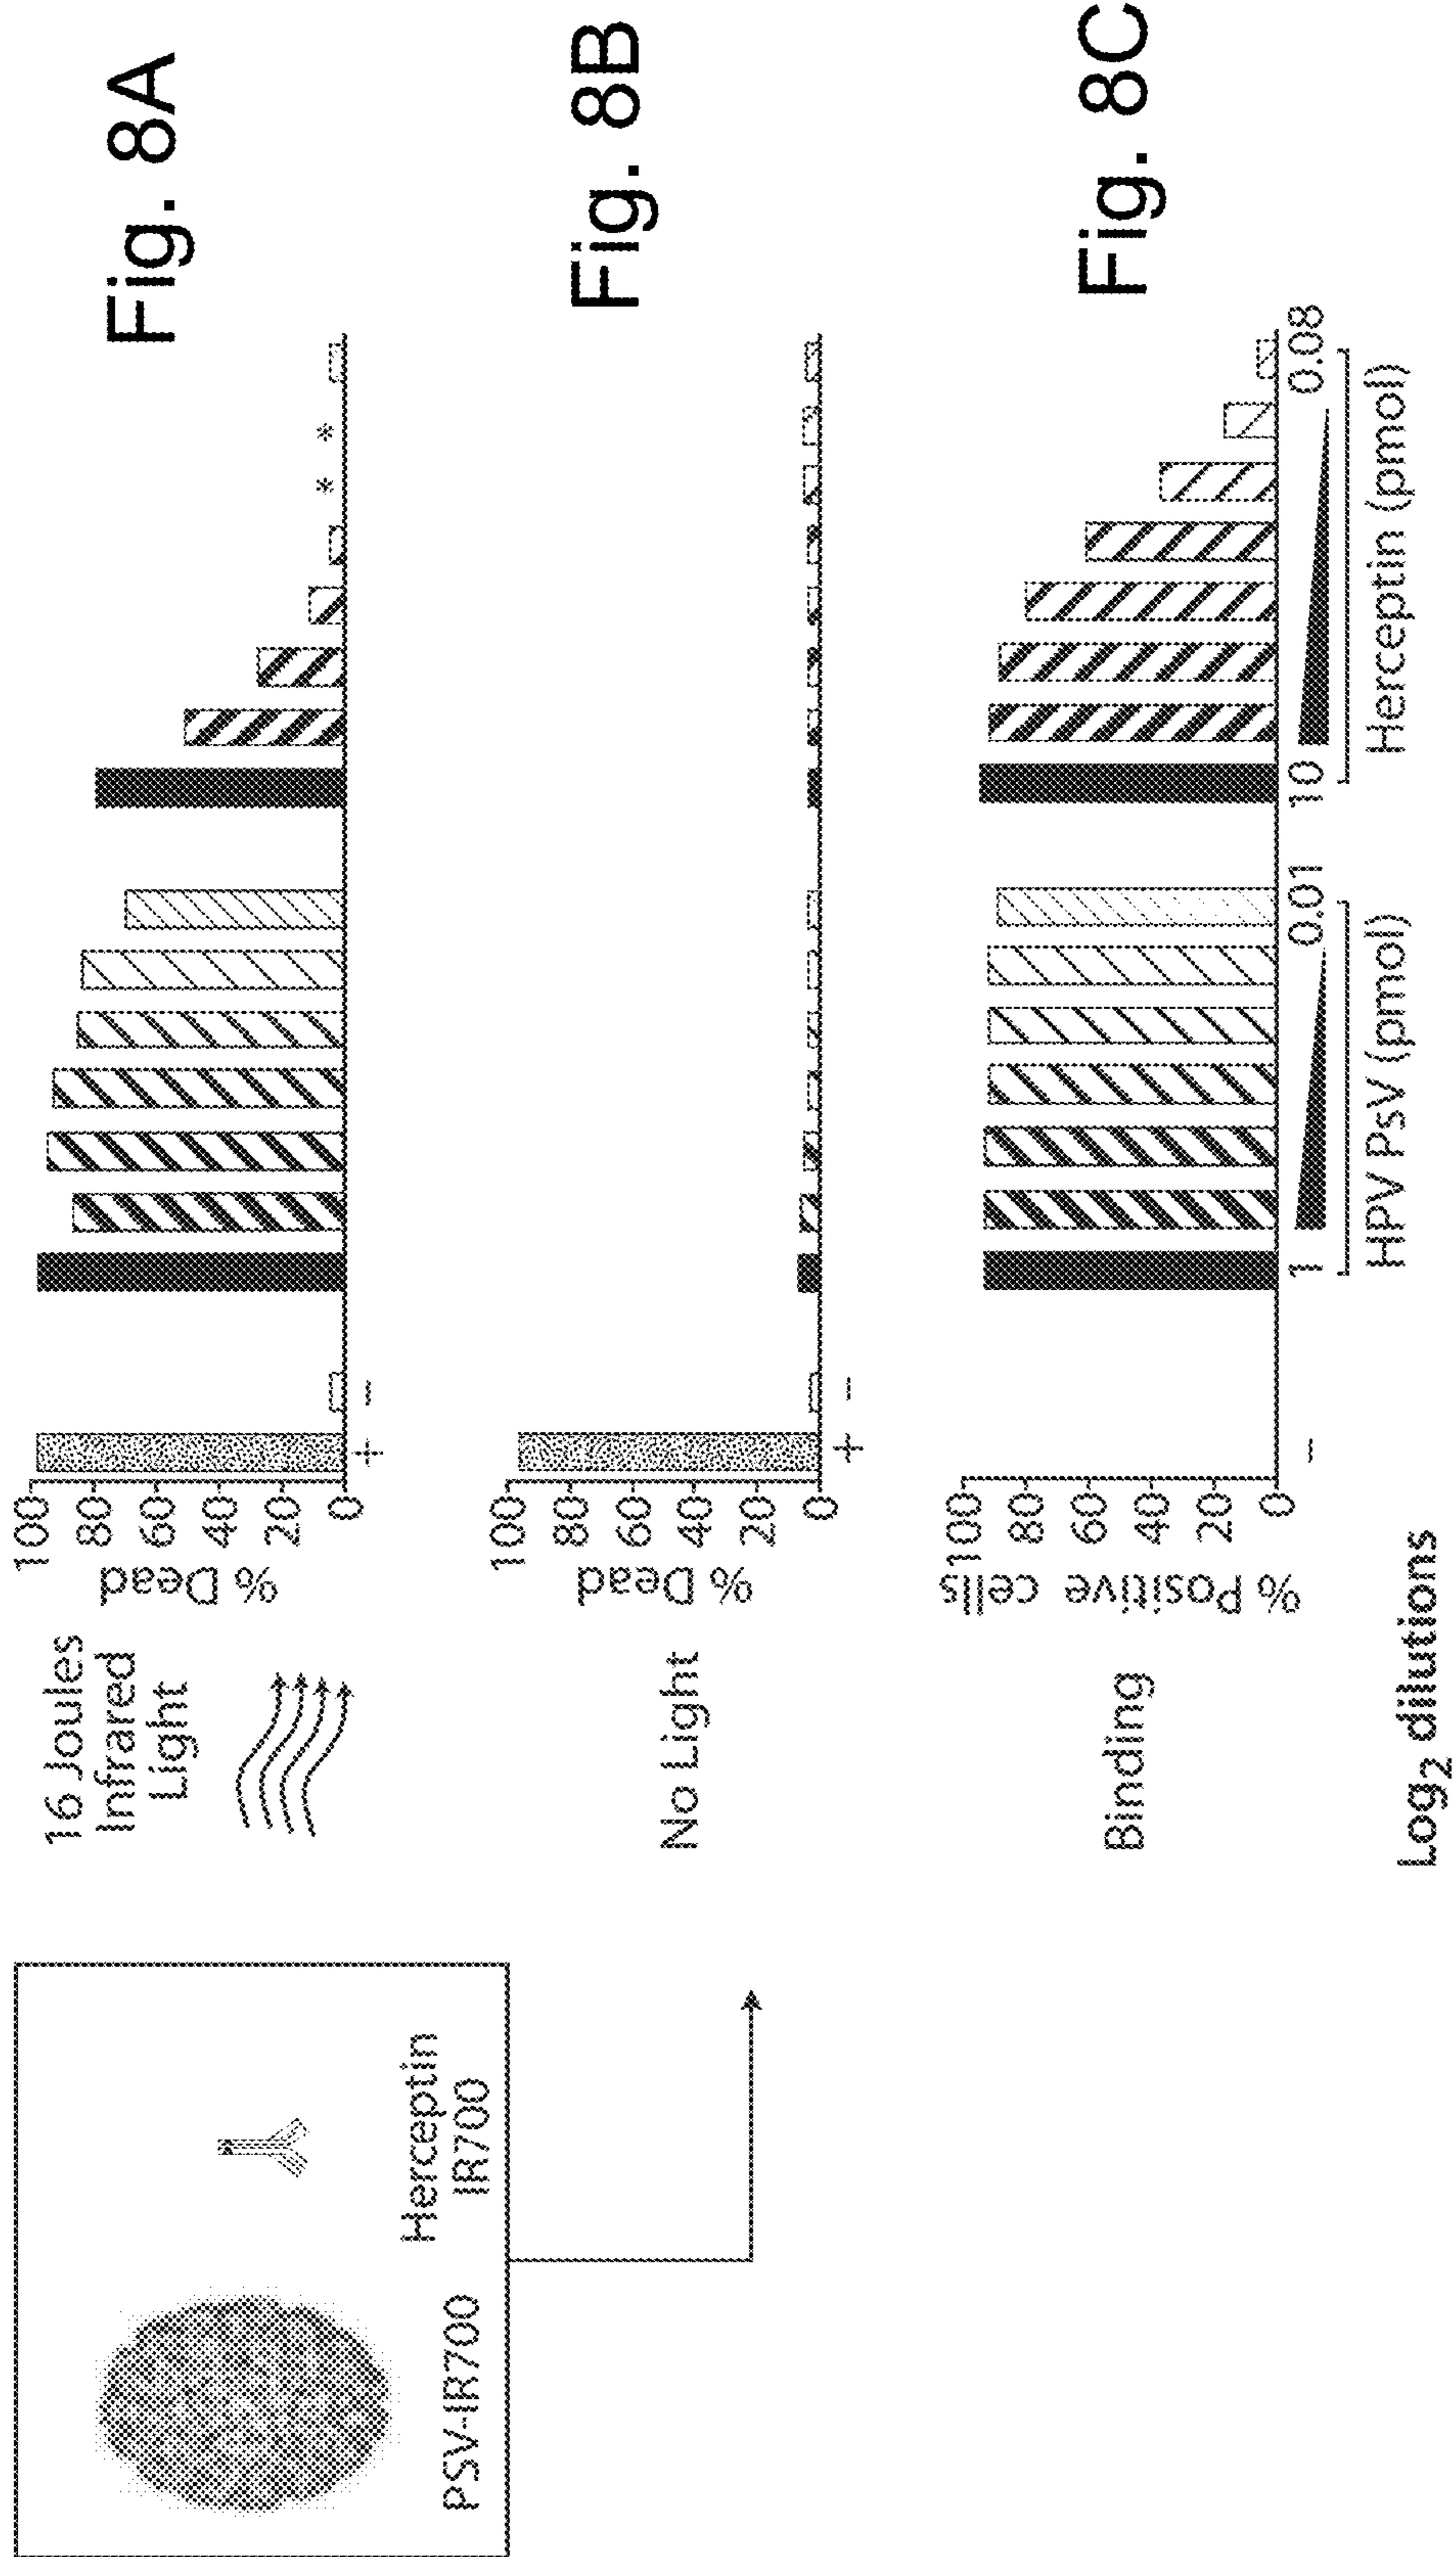 PSV-IR700
Herceptin
IR700
16 Joules
Infrared
Light
% Dead
100
80
60
40
20
0
+
−
*
*
Fig. 8A
No Light
% Dead
100
80
60
40
20
0
+
−
Fig. 8B
Binding
% Positive cells
100
80
60
40
20
0
−
1
0.01
10
0.08
HPV PsV (pmol)
Herceptin (pmol)
Fig. 8C
Log2 dilutions